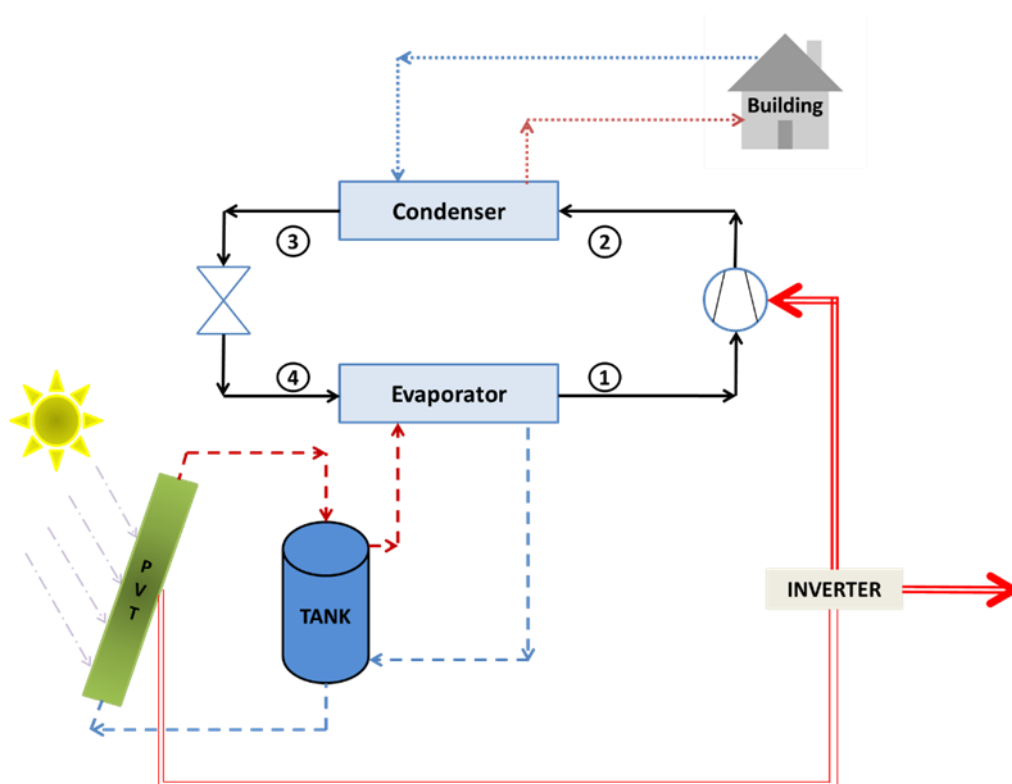 Building
Condenser
3
2
4
1
Evaporator
P
V
T
TANK
INVERTER